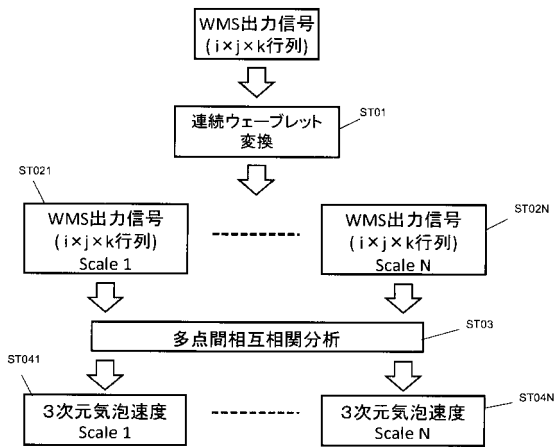 WMS出力信号
(i×j×k行列)
連続ウェーブレット
変換
ST01
ST021
WMS出力信号
(i×j×k行列)
Scale 1
WMS出力信号
(i×j×k行列)
Scale N
ST02N
多点間相互相関分析
ST03
ST041
3次元気泡速度
Scale 1
3次元気泡速度
Scale N
ST04N